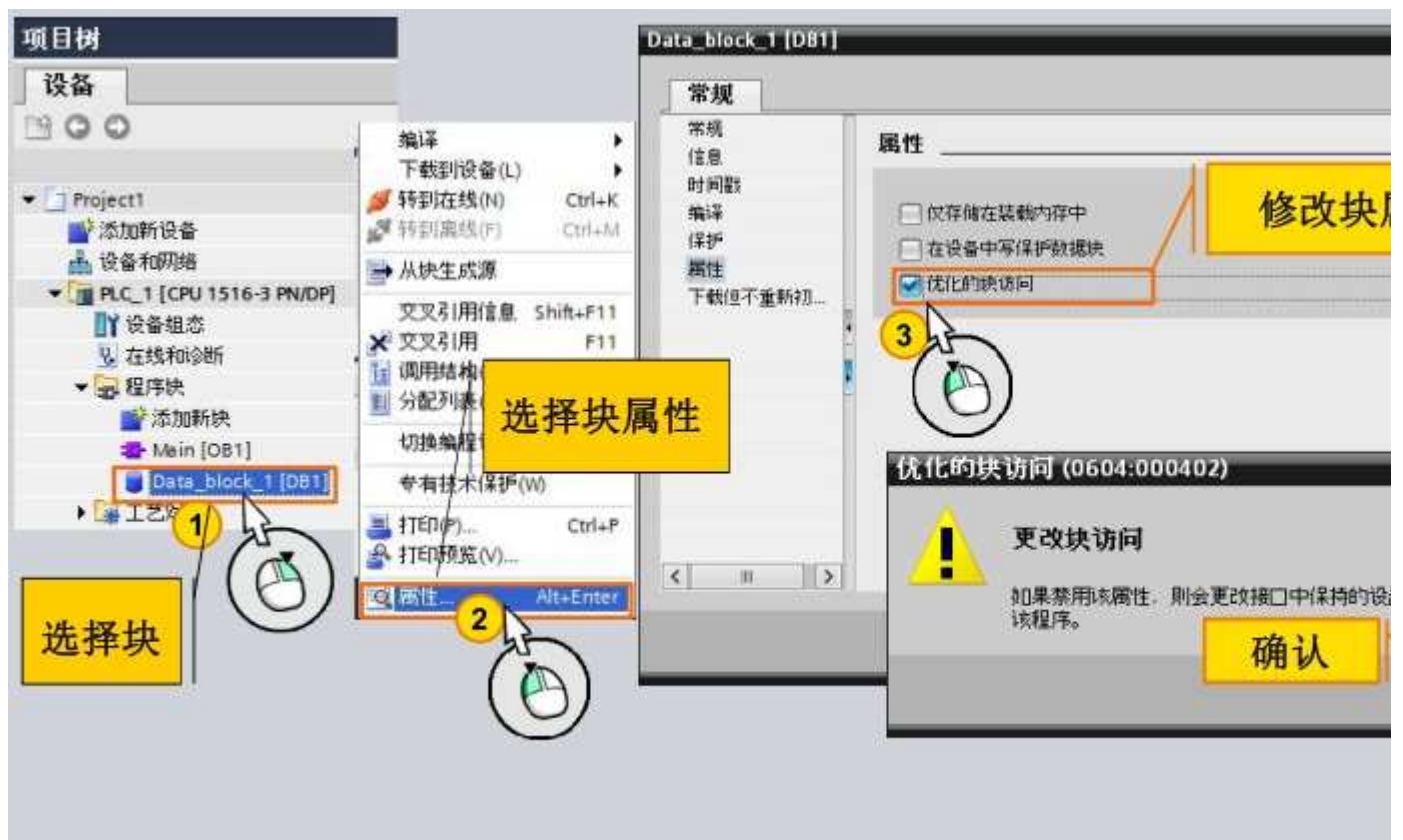 项目树
设备
Project1
添加新设备
设备和网络
PLC_1 [CPU 1516-3 PN/DP]
设备组态
在线和诊断
程序块
添加新块
Main [OB1]
Data_block_1 [DB1]
工艺
1
选择块
编译
下载到设备(L)
转到在线(N) Ctrl+K
转到离线(F) Ctrl+M
从块生成源
交叉引用信息 Shift+F11
交叉引用 F11
调用结构
分配列表
切换编程
专有技术保护(W)
打印(P)... Ctrl+P
打印预览(V)...
属性... Alt+Enter
2
选择块属性
Data_block_1 [DB1]
常规
常规
信息
时间戳
编译
保护
属性
下载但不重新初...
属性
仅存储在装载内存中
在设备中写保护数据块
优化的块访问
3
修改块
优化的块访问 (0604:000402)
更改块访问
如果禁用该属性，则会更改接口中保持的设
该程序。
确认